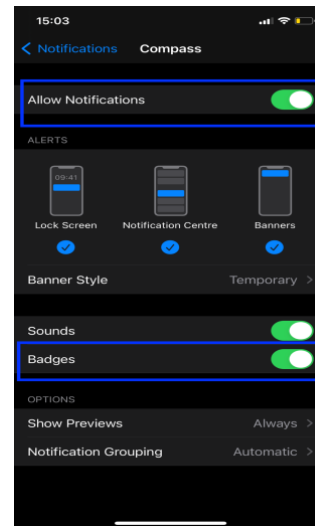 15:03
Notifications Compass
Allow Notifications
ALERTS
09:41
Lock Screen Notification Centre Banners
Banner Style Temporary
Sounds
Badges
OPTIONS
Show Previews Always
Notification Grouping Automatic